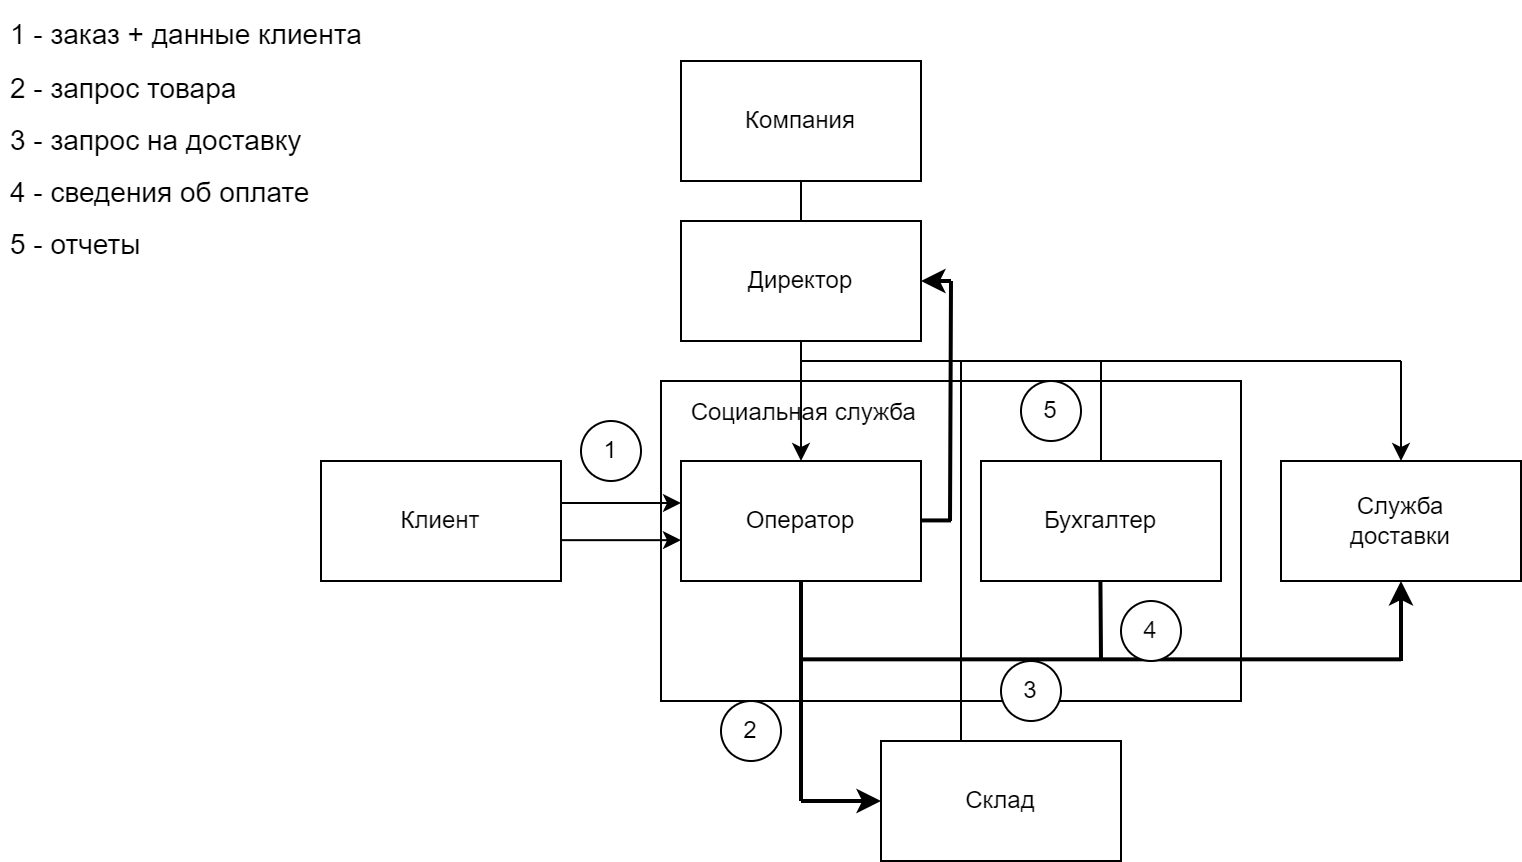 1 - заказ + данные клиента
2 - запрос товара
3 - запрос на доставку
4 - сведения об оплате
5 - отчеты
Компания
Директор
Социальная служба
5
1
Клиент
Оператор
Бухгалтер
Служба
доставки
4
3
2
Склад